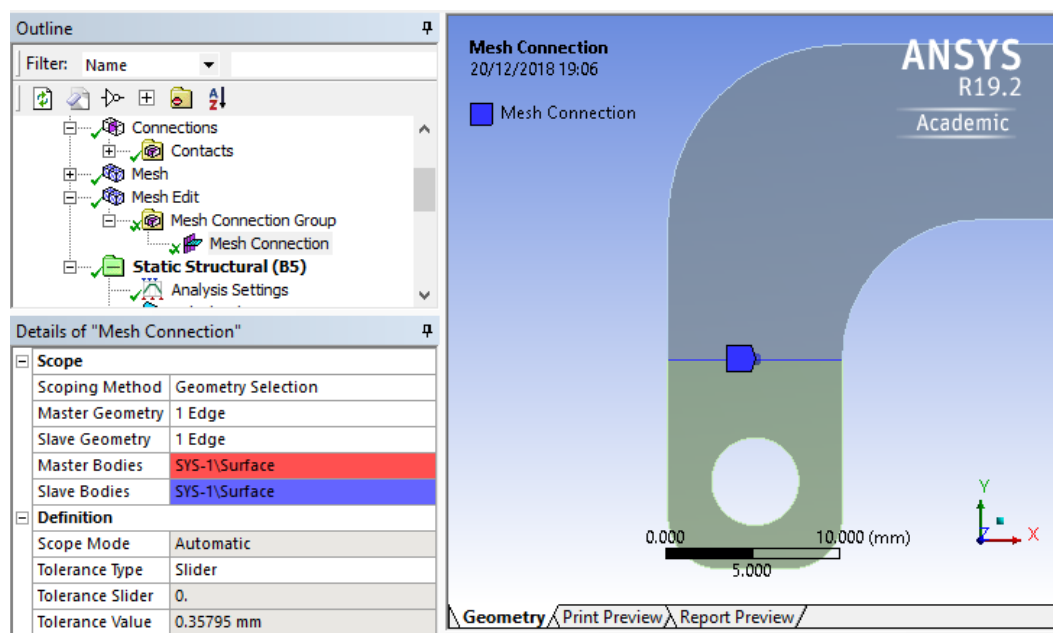 Outline
Filter: Name
Connections
Contacts
Mesh
Mesh Edit
Mesh Connection Group
Mesh Connection
Static Structural (B5)
Analysis Settings
Details of "Mesh Connection"
Scope
Scoping Method Geometry Selection
Master Geometry 1 Edge
Slave Geometry 1 Edge
Master Bodies SYS-1\Surface
Slave Bodies SYS-1\Surface
Definition
Scope Mode Automatic
Tolerance Type Slider
Tolerance Slider 0.
Tolerance Value 0.35795 mm
Mesh Connection
20/12/2018 19:06
Mesh Connection
ANSYS
R19.2
Academic
0.000 10.000 (mm)
5.000
Y
Z X
Geometry Print Preview Report Preview